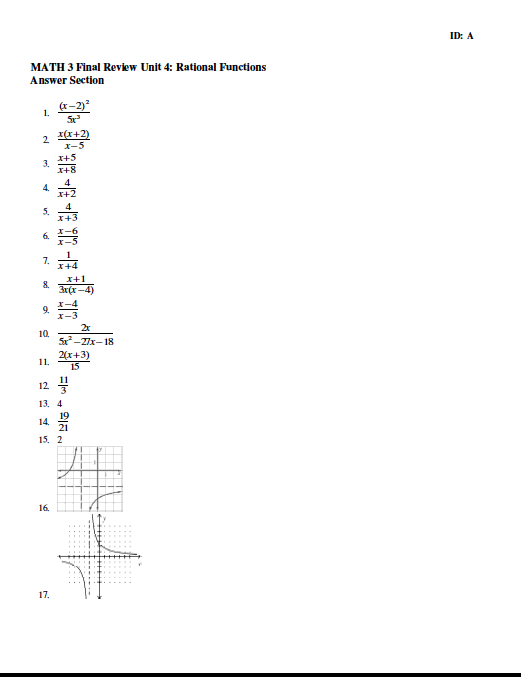 ID: A
MATH 3 Final Review Unit 4: Rational Functions
Answer Section
1. (x−2)²/5x³
2. x(x+2)/x−5
3. x+5/x+8
4. 4/x+2
5. 4/x+3
6. x−6/x−5
7. 1/x+4
8. x+1/3x(x−4)
9. x−4/x−3
10. 2x/5x²−27x−18
11. 2(x+3)/15
12. 11/3
13. 4
14. 19/21
15. 2
16.
17.